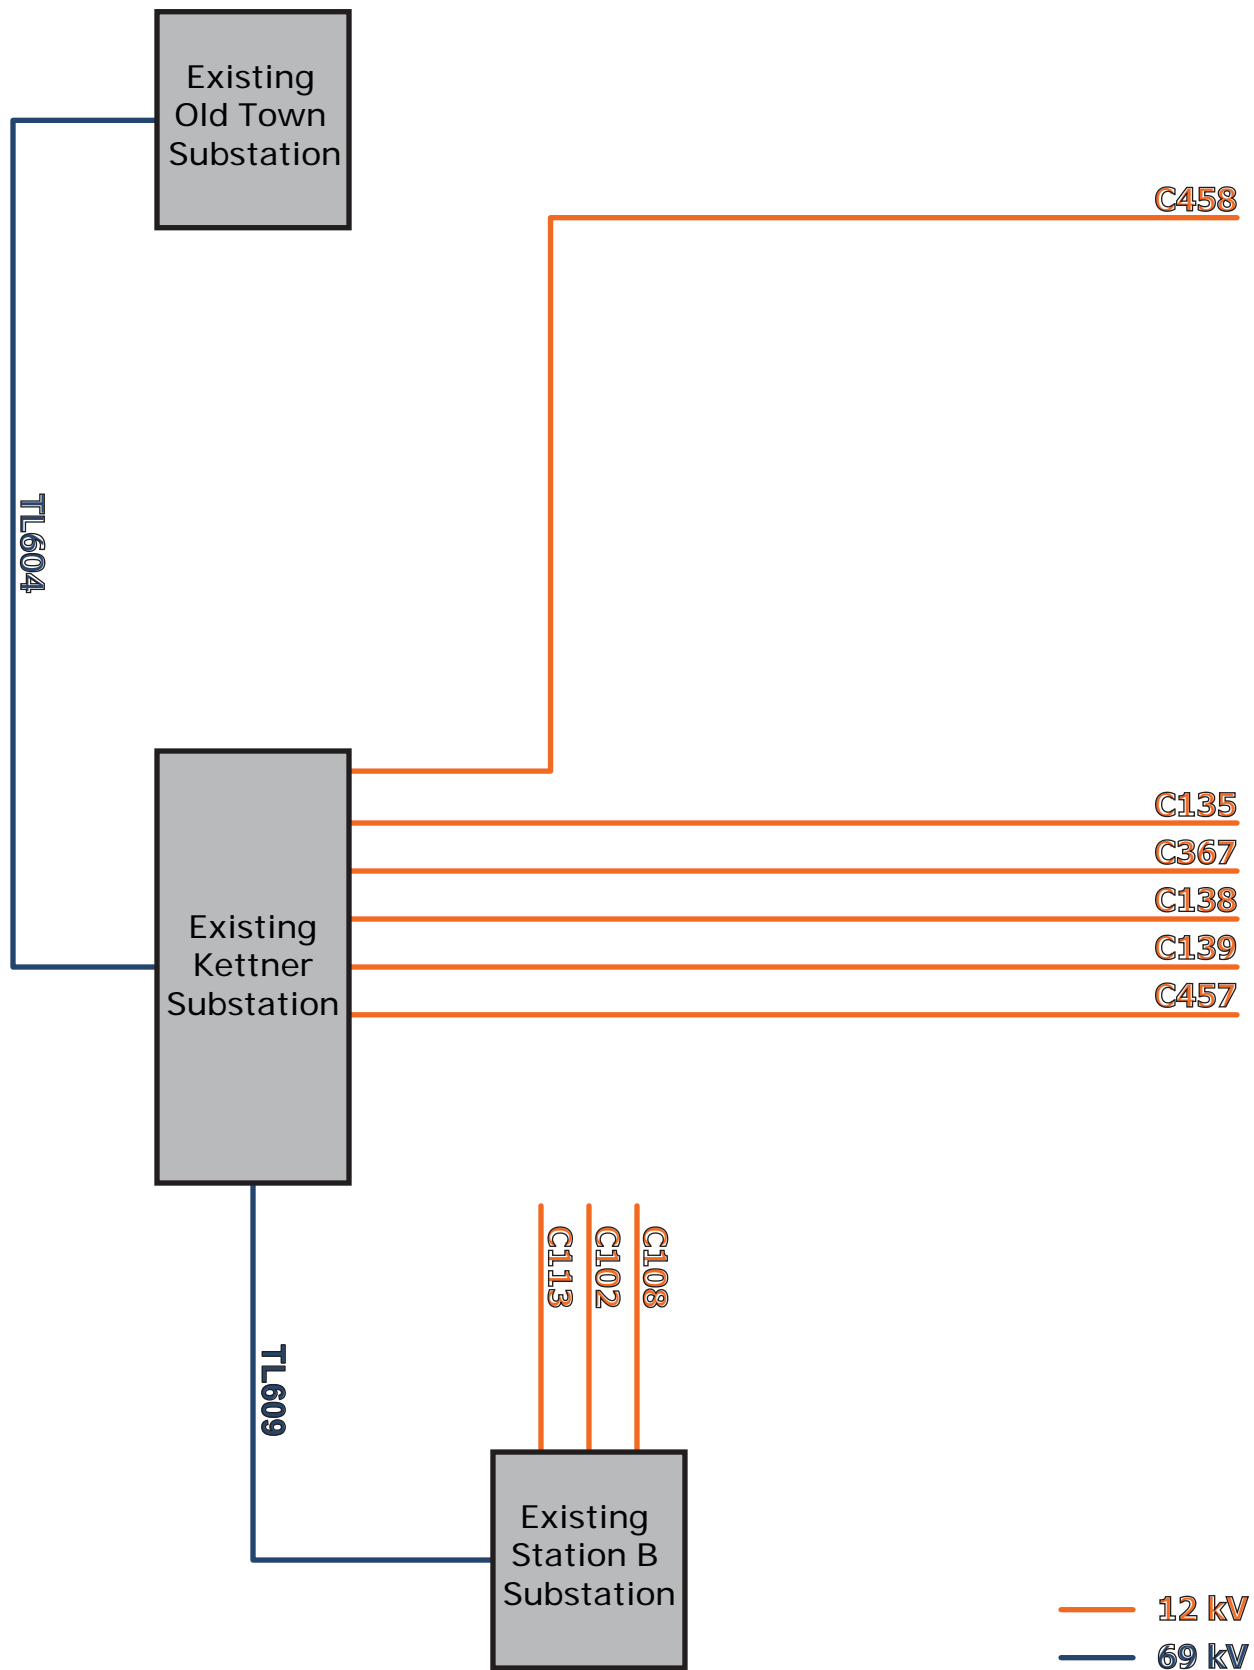 Existing
Old Town
Substation
C458
TL604
C135
C367
C138
C139
C457
Existing
Kettner
Substation
C113
C102
C108
TL609
Existing
Station B
Substation
12 kV
69 kV